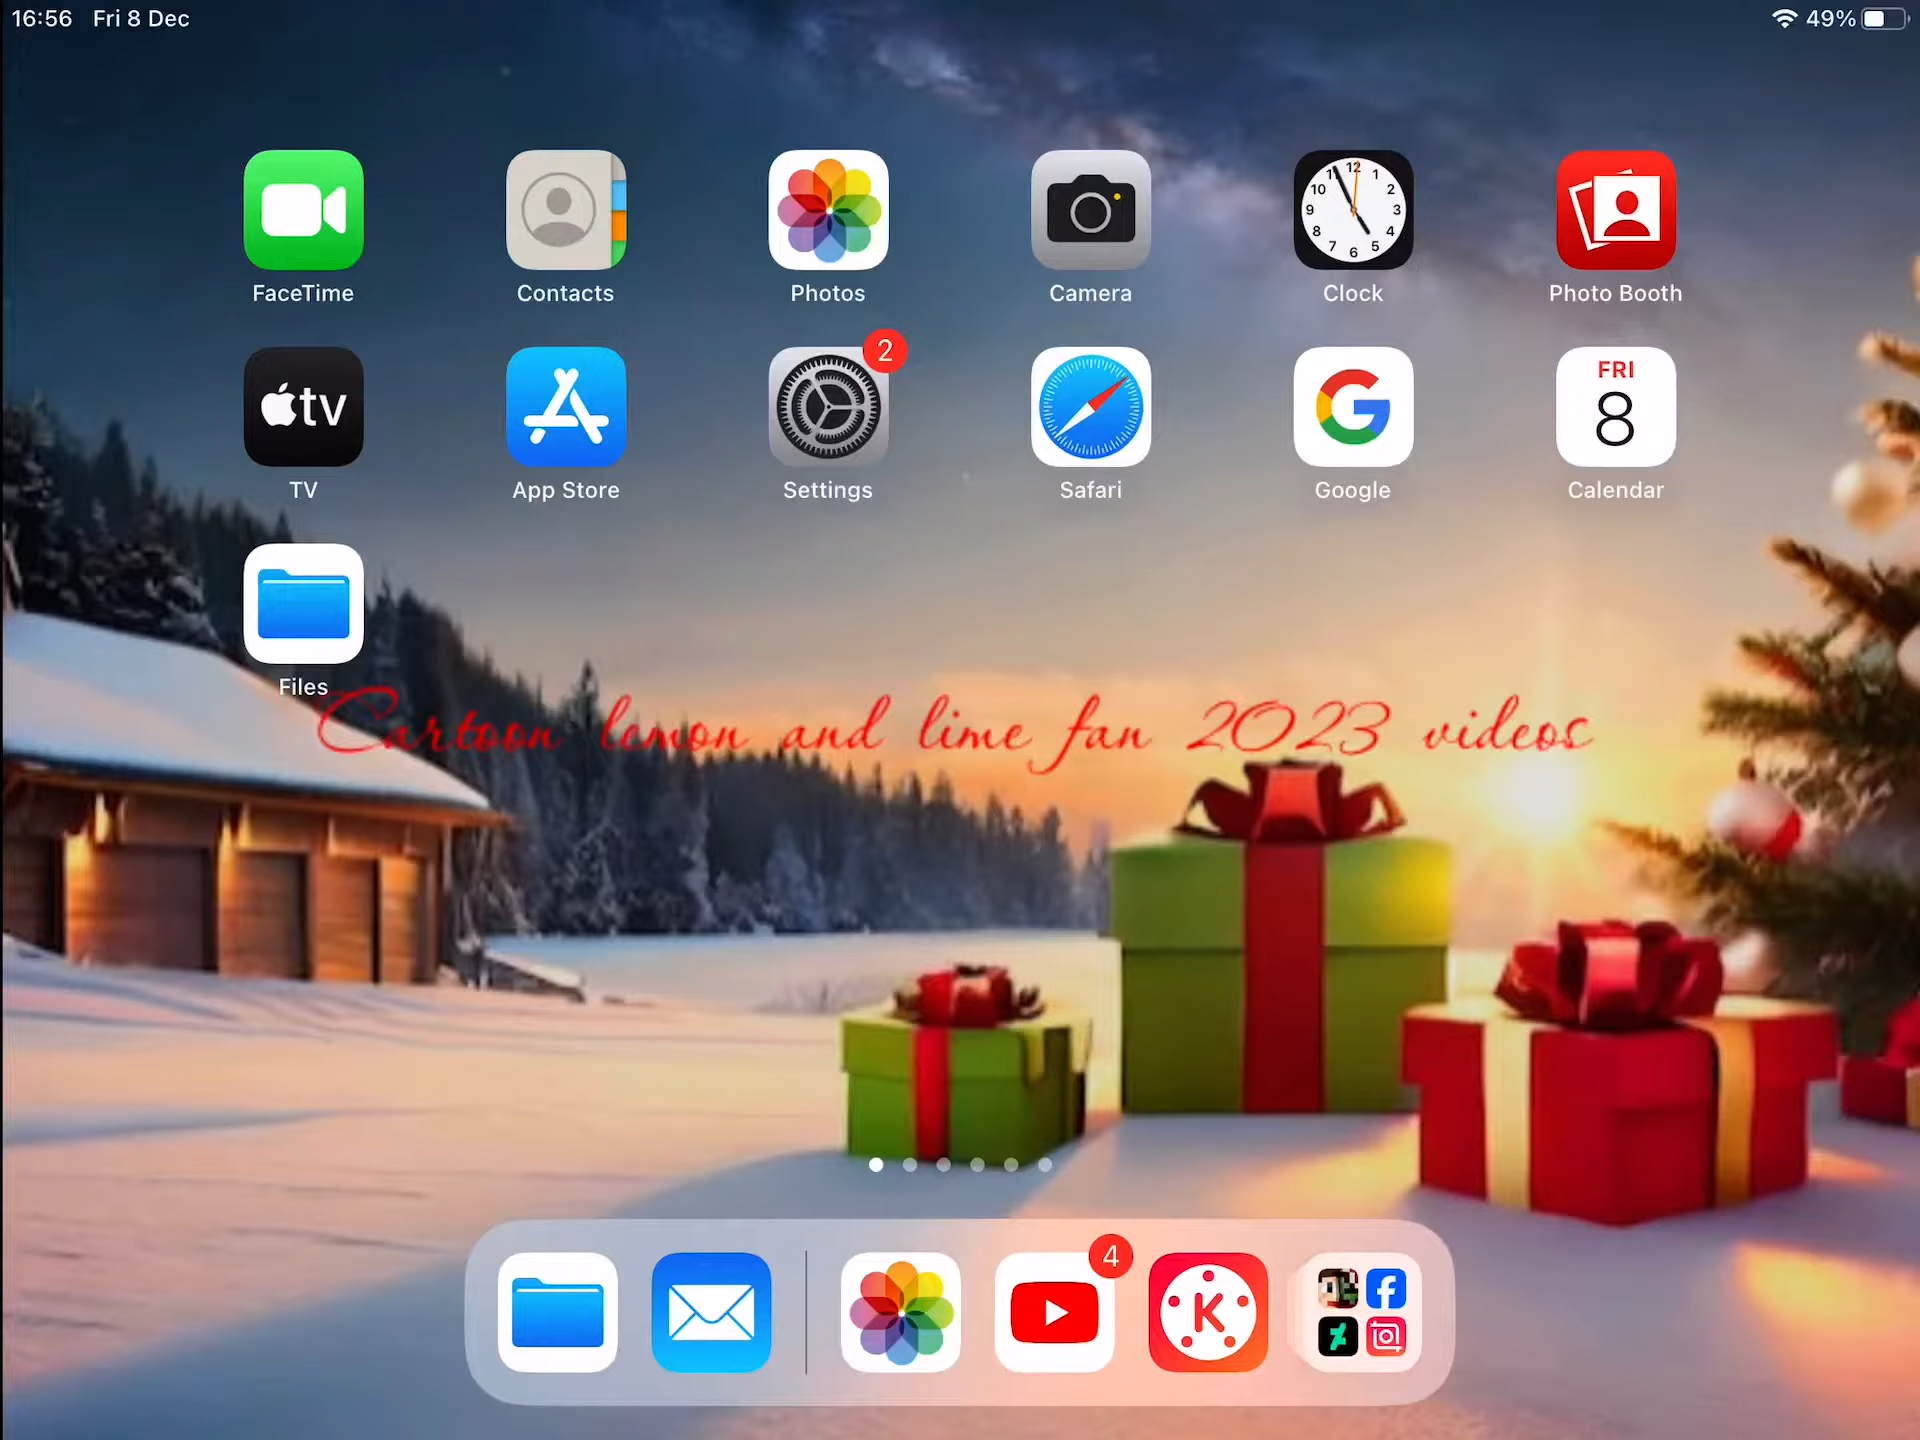 16:56 Fri 8 Dec 49%
FaceTime Contacts Photos Camera Clock Photo Booth
12 1 2 3 4 5 6 7 8 9 10 11
tv 2 FRI 8
TV App Store Settings Safari Google Calendar
Files
Cartoon lemon and lime fan 2023 videos
4
K